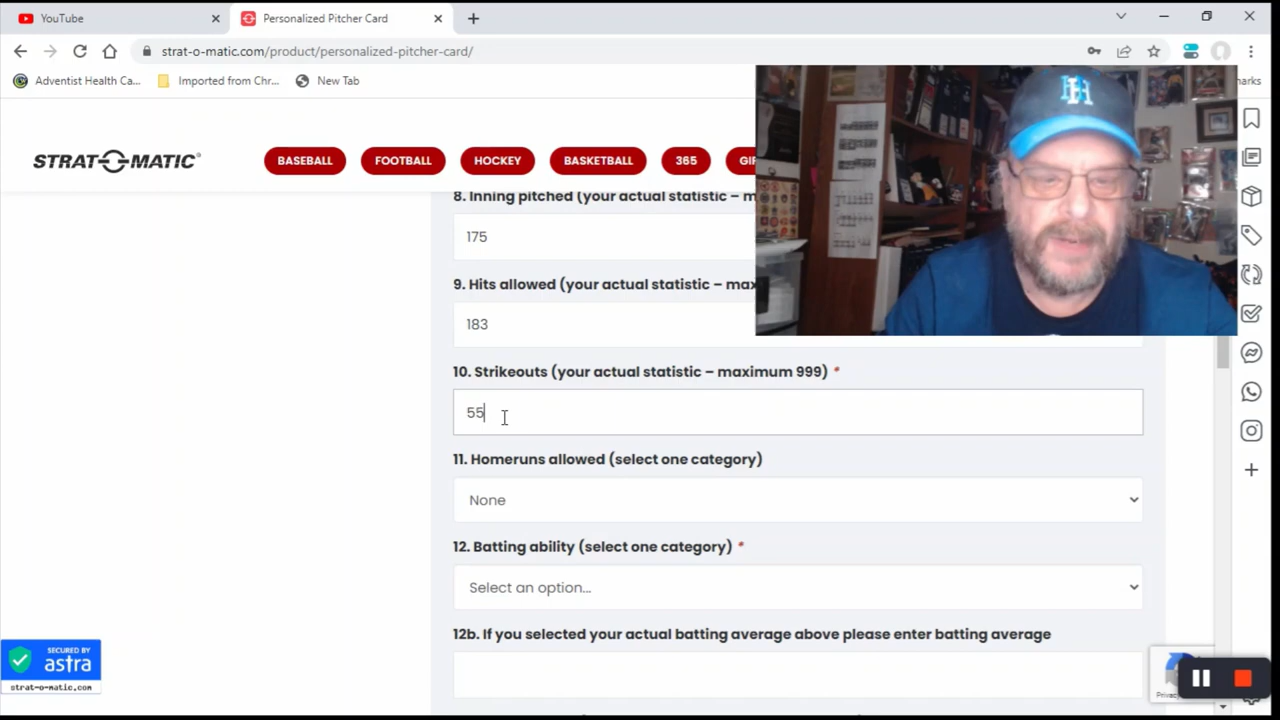 YouTube
Personalized Pitcher Card
strat-o-matic.com/product/personalized-pitcher-card/
Adventist Health Ca...
Imported from Chr...
New Tab
arks
STRAT-O-MATIC
BASEBALL
FOOTBALL
HOCKEY
BASKETBALL
365
GIF
8. Inning pitched (your actual statistic – m
175
9. Hits allowed (your actual statistic – max
183
10. Strikeouts (your actual statistic – maximum 999) *
55
11. Homeruns allowed (select one category)
None
12. Batting ability (select one category) *
Select an option...
12b. If you selected your actual batting average above please enter batting average
SECURED BY
astra
strat-o-matic.com
Privac